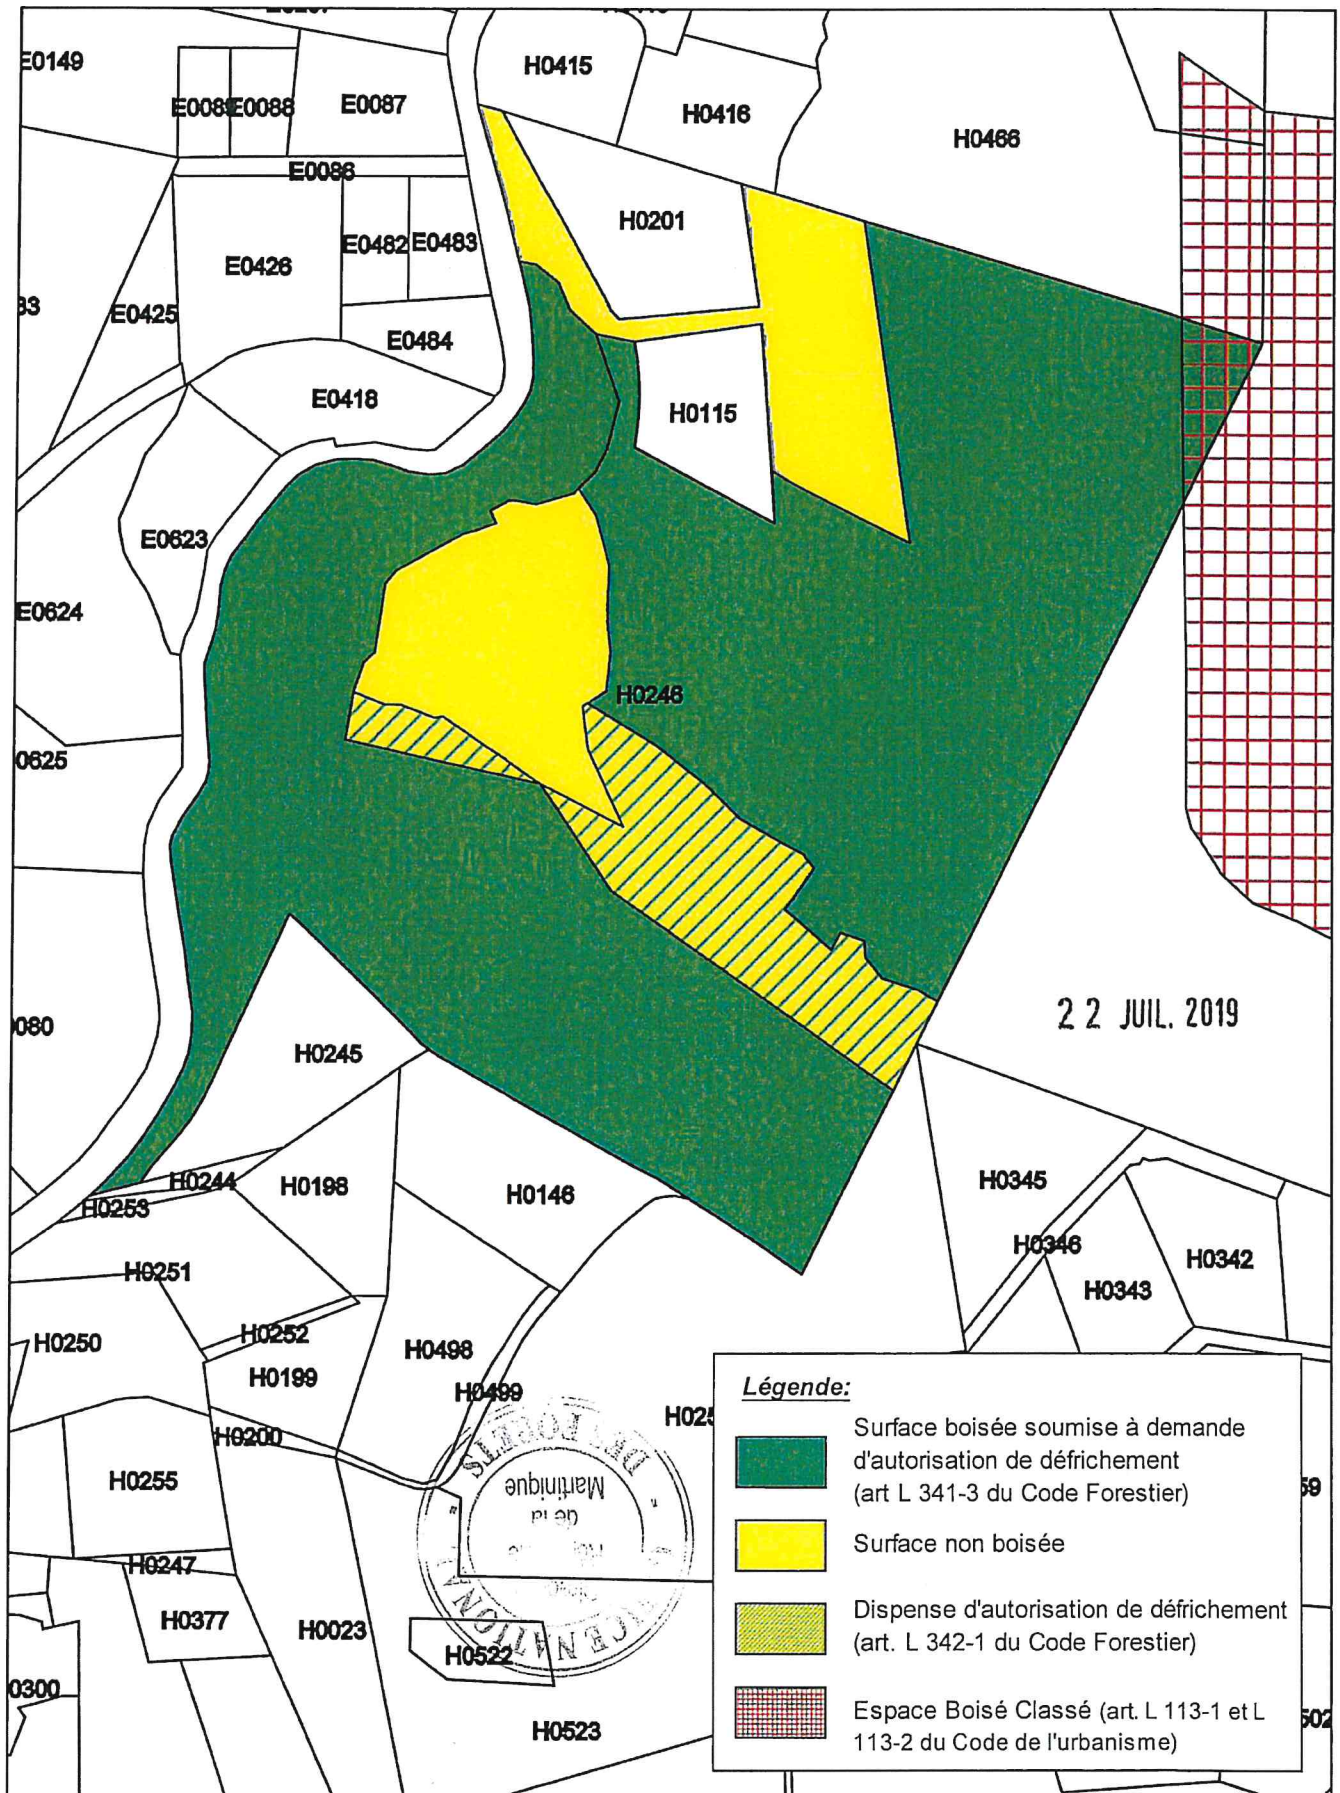 E0149
H0415
E0088
E0087
H0416
H0466
E0086
H0201
E0482
E0483
E0426
E0425
E0484
E0418
H0115
E0623
E0624
H0246
0625
22 JUIL. 2019
H0245
H0244
H0198
H0146
H0345
H0253
H0346
H0342
H0251
H0343
H0252
H0250
H0498
H0199
H0499
H0200
H0255
H0247
H0377
H0023
H0522
0300
H0523
Légende:
Surface boisée soumise à demande
d'autorisation de défrichement
(art L 341-3 du Code Forestier)
Surface non boisée
Dispense d'autorisation de défrichement
(art. L 342-1 du Code Forestier)
Espace Boisé Classé (art. L 113-1 et L
113-2 du Code de l'urbanisme)
de la
Martinique